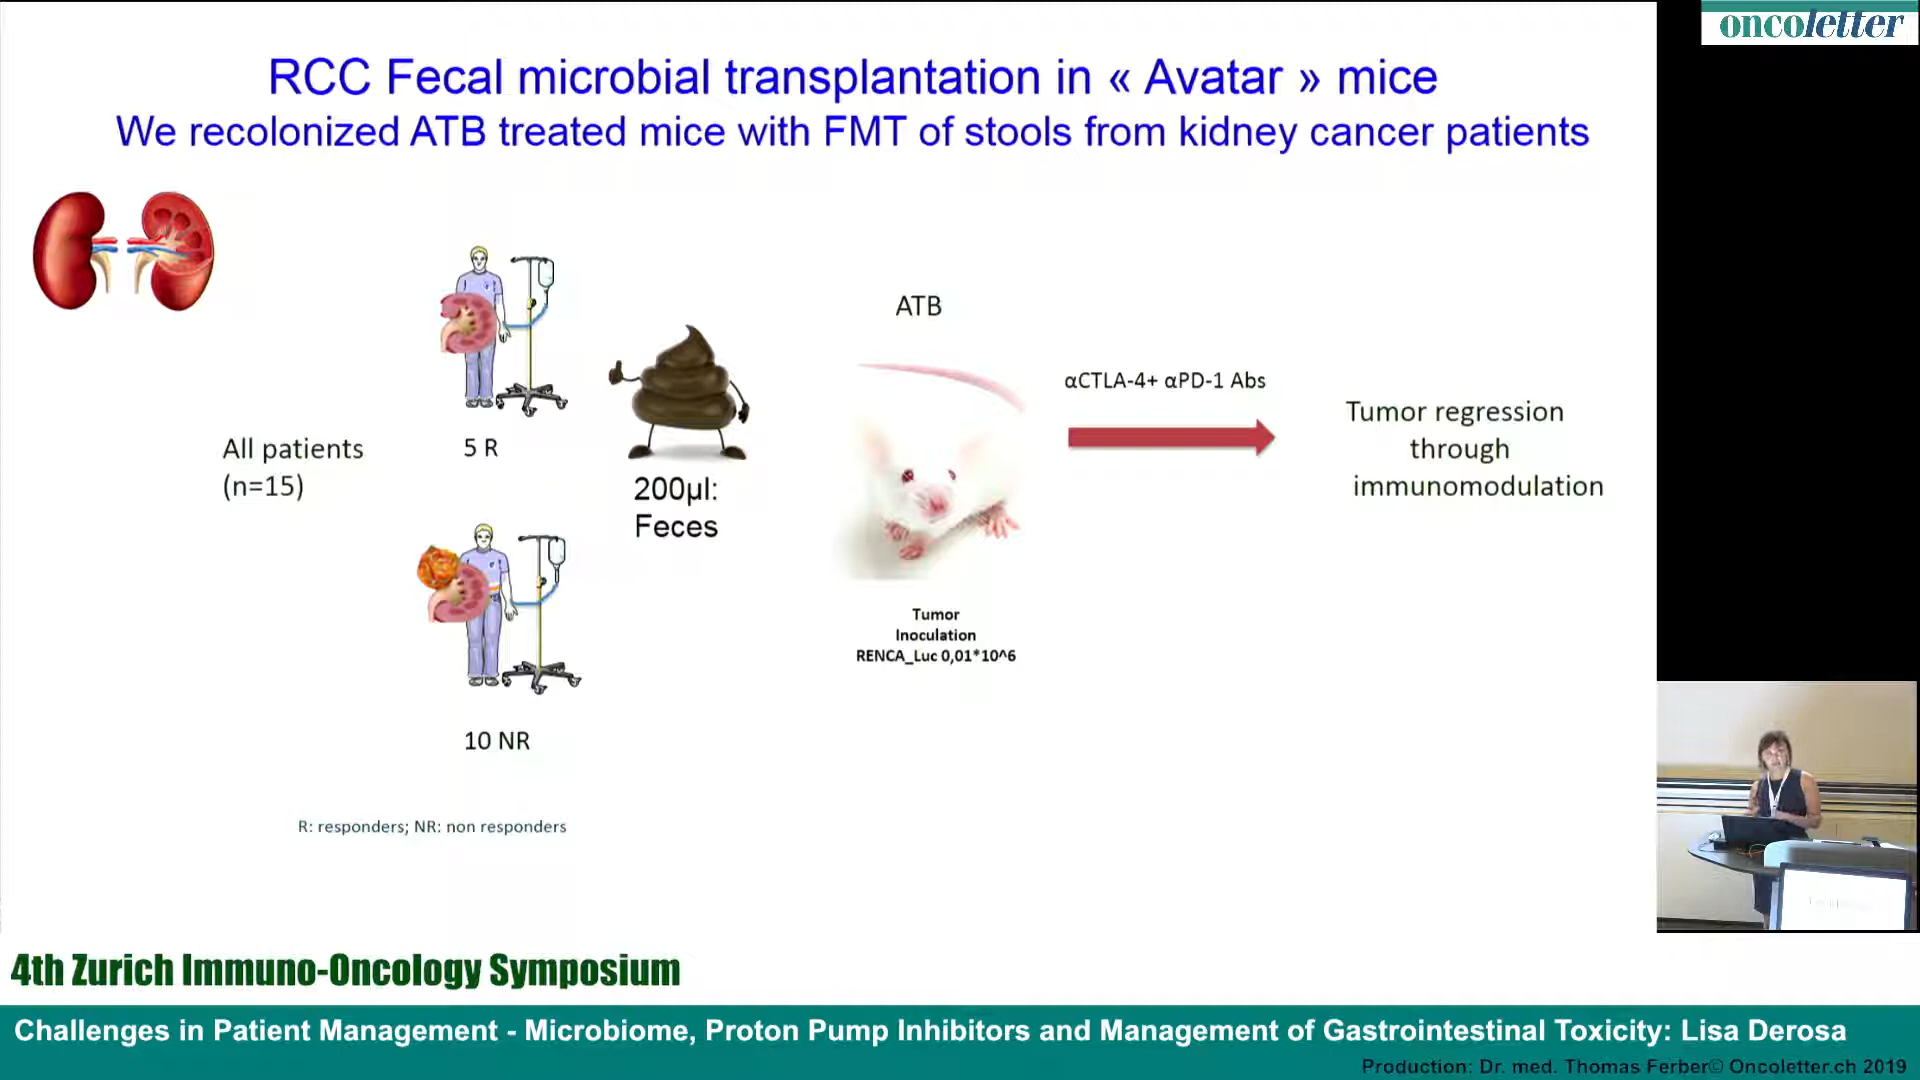 oncoletter
RCC Fecal microbial transplantation in « Avatar » mice
We recolonized ATB treated mice with FMT of stools from kidney cancer patients
ATB
αCTLA-4+ αPD-1 Abs
Tumor regression
through
immunomodulation
All patients
(n=15)
5 R
200µl:
Feces
Tumor
Inoculation
RENCA_Luc 0,01*10^6
10 NR
R: responders; NR: non responders
4th Zurich Immuno-Oncology Symposium
Challenges in Patient Management - Microbiome, Proton Pump Inhibitors and Management of Gastrointestinal Toxicity: Lisa Derosa
Production: Dr. med. Thomas Ferber© Oncoletter.ch 2019